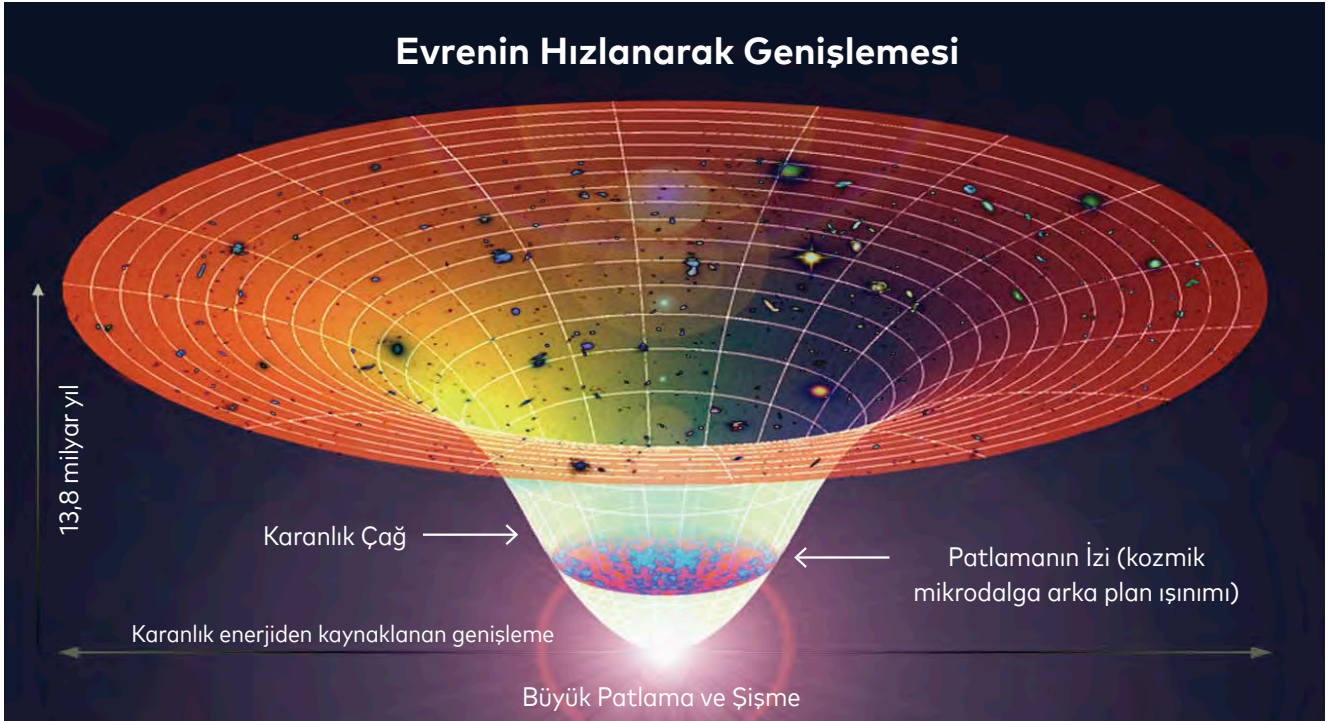 Evrenin Hızlanarak Genişlemesi
13,8 milyar yıl
Karanlık Çağ
Patlamanın İzi (kozmik
mikrodalga arka plan ışınımı)
Karanlık enerjiden kaynaklanan genişleme
Büyük Patlama ve Şişme